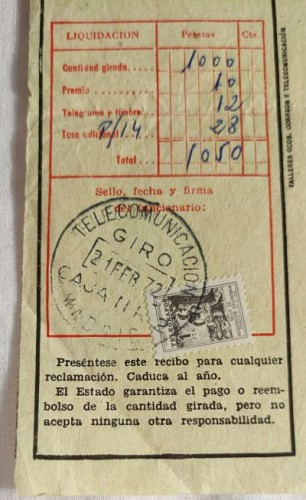 LIQUIDACION Pesetas Cts.
Cantidad girada..... 1000
Premio........ 10
Telegrama y timbre.. 12
Tasa adicional. 28
Total.... 1050
Sello, fecha y firma
del funcionario:
TELECOMUNICACION
GIRO
21 FEB 72
CAJA
MADRID
Preséntese este recibo para cualquier
reclamación. Caduca al año.
El Estado garantiza el pago o reem-
bolso de la cantidad girada, pero no
acepta ninguna otra responsabilidad.
TALLERES CORREOS Y TELECOMUNICACIÓN